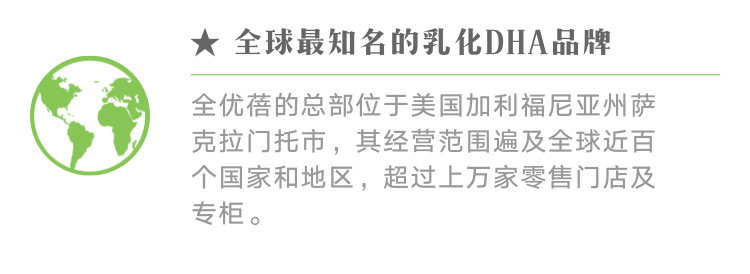 ★ 全球最知名的乳化DHA品牌
全优蓓的总部位于美国加利福尼亚州萨
克拉门托市，其经营范围遍及全球近百
个国家和地区，超过上万家零售门店及
专柜。